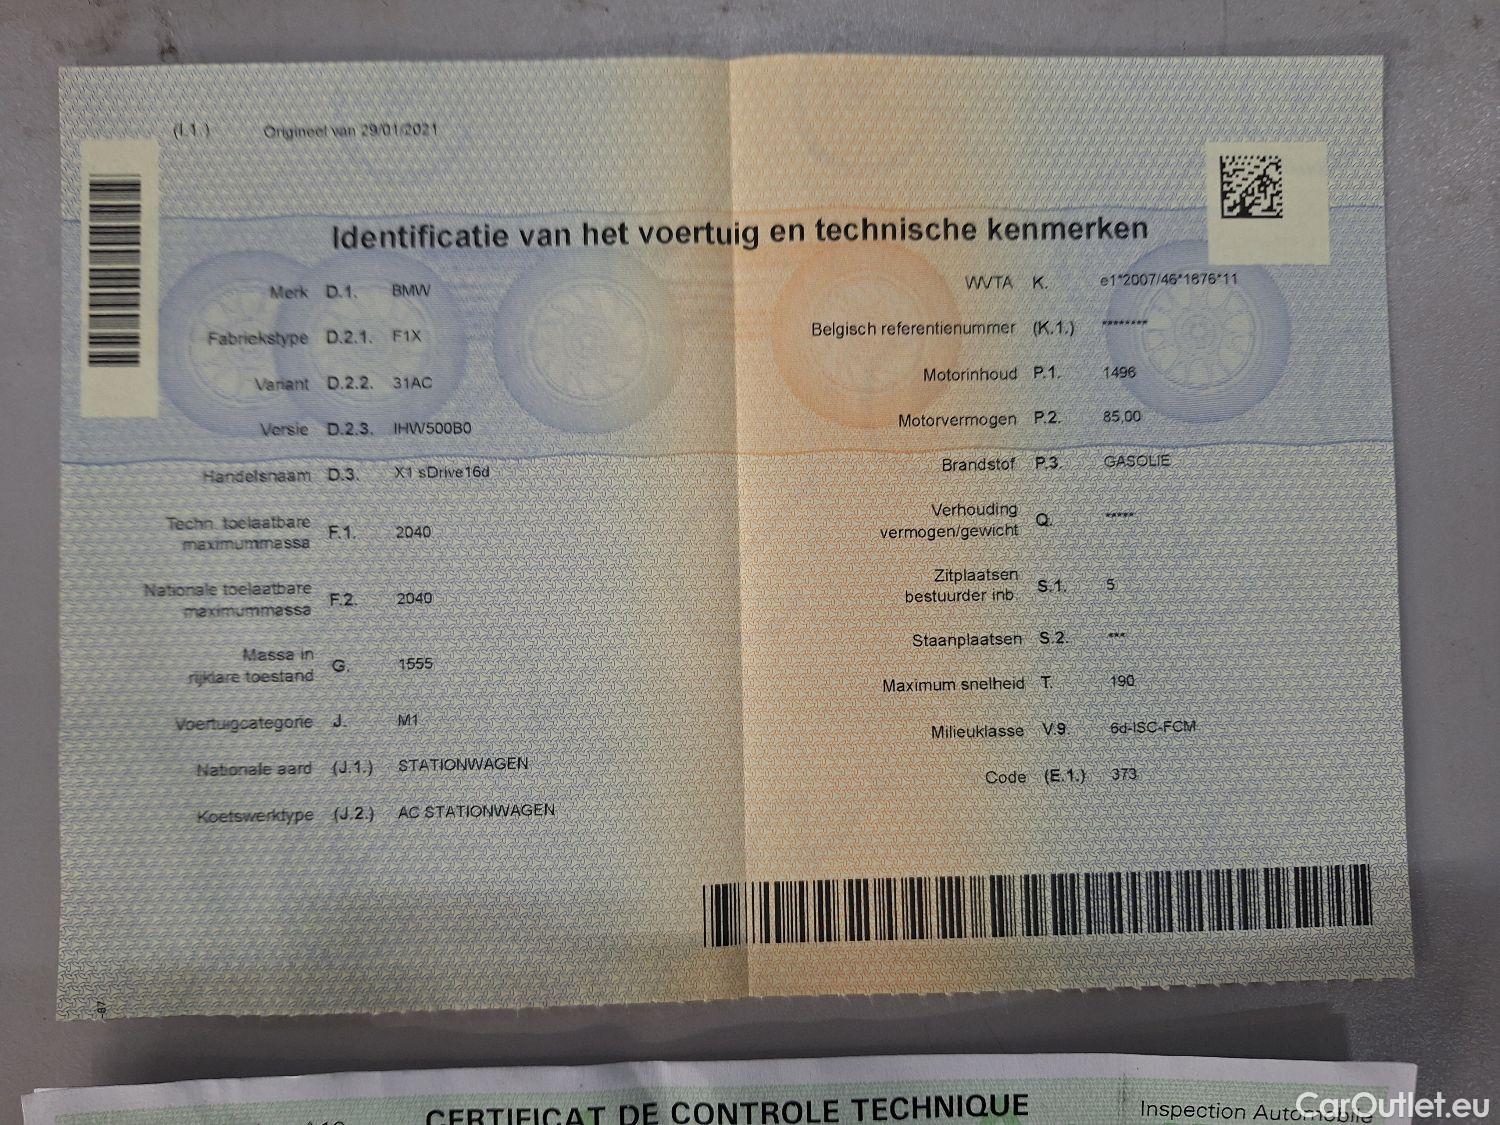 (I.1.) Origineel van 29/01/2021
Identificatie van het voertuig en technische kenmerken
Merk D.1. BMW
Fabriekstype D.2.1. F1X
Variant D.2.2. 31AC
Versie D.2.3. IHW500B0
Handelsnaam D.3. X1 sDrive16d
Techn. toelaatbare
maximummassa F.1. 2040
Nationale toelaatbare
maximummassa F.2. 2040
Massa in
rijklare toestand G. 1555
Voertuigcategorie J. M1
Nationale aard (J.1.) STATIONWAGEN
Koetswerktype (J.2.) AC STATIONWAGEN
WVTA K. e1*2007/46*1676*11
Belgisch referentienummer (K.1.) ********
Motorinhoud P.1. 1496
Motorvermogen P.2. 85,00
Brandstof P.3. GASOLIE
Verhouding
vermogen/gewicht Q. *****
Zitplaatsen
bestuurder inb. S.1. 5
Staanplaatsen S.2. ***
Maximum snelheid T. 190
Milieuklasse V.9. 6d-ISC-FCM
Code (E.1.) 373
CERTIFICAT DE CONTROLE TECHNIQUE
Inspection Automobile
CarOutlet.eu